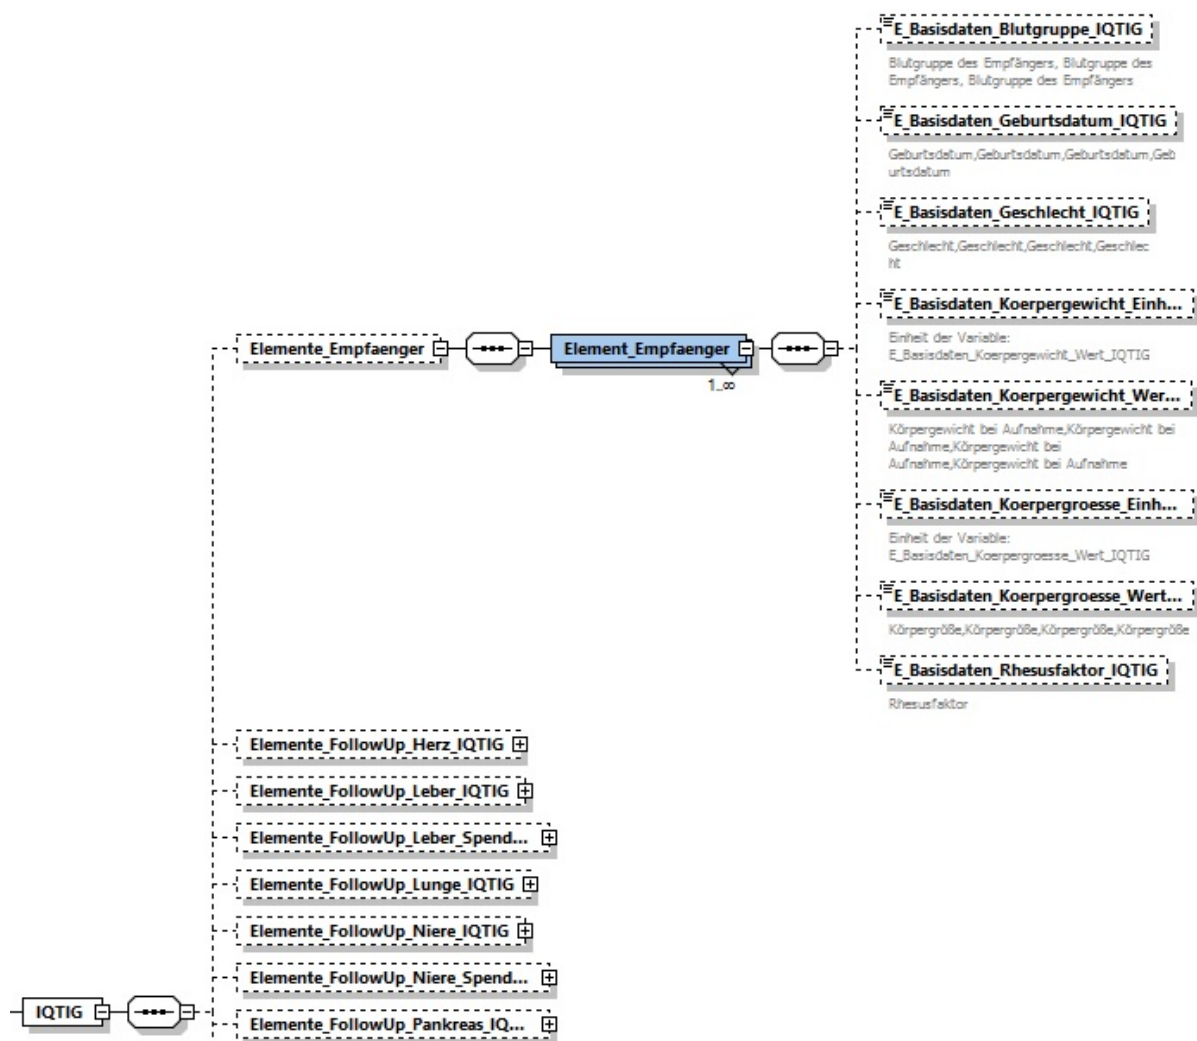 E_Basisdaten_Blutgruppe_IQTIG
Blutgruppe des Empfängers, Blutgruppe des
Empfängers, Blutgruppe des Empfängers
E_Basisdaten_Geburtsdatum_IQTIG
Geburtsdatum,Geburtsdatum,Geburtsdatum,Geb
urtsdatum
E_Basisdaten_Geschlecht_IQTIG
Geschlecht,Geschlecht,Geschlecht,Geschlec
ht
E_Basisdaten_Koerpergewicht_Einh...
Einheit der Variable:
E_Basisdaten_Koerpergewicht_Wert_IQTIG
Elemente_Empfaenger
Element_Empfaenger
1..∞
E_Basisdaten_Koerpergewicht_Wer...
Körpergewicht bei Aufnahme,Körpergewicht bei
Aufnahme,Körpergewicht bei
Aufnahme,Körpergewicht bei Aufnahme
E_Basisdaten_Koerpergroesse_Einh...
Einheit der Variable:
E_Basisdaten_Koerpergroesse_Wert_IQTIG
E_Basisdaten_Koerpergroesse_Wert...
Körpergröße,Körpergröße,Körpergröße,Körpergröße
E_Basisdaten_Rhesusfaktor_IQTIG
Rhesusfaktor
Elemente_FollowUp_Herz_IQTIG
Elemente_FollowUp_Leber_IQTIG
Elemente_FollowUp_Leber_Spend...
Elemente_FollowUp_Lunge_IQTIG
Elemente_FollowUp_Niere_IQTIG
Elemente_FollowUp_Niere_Spend...
IQTIG
Elemente_FollowUp_Pankreas_IQ...